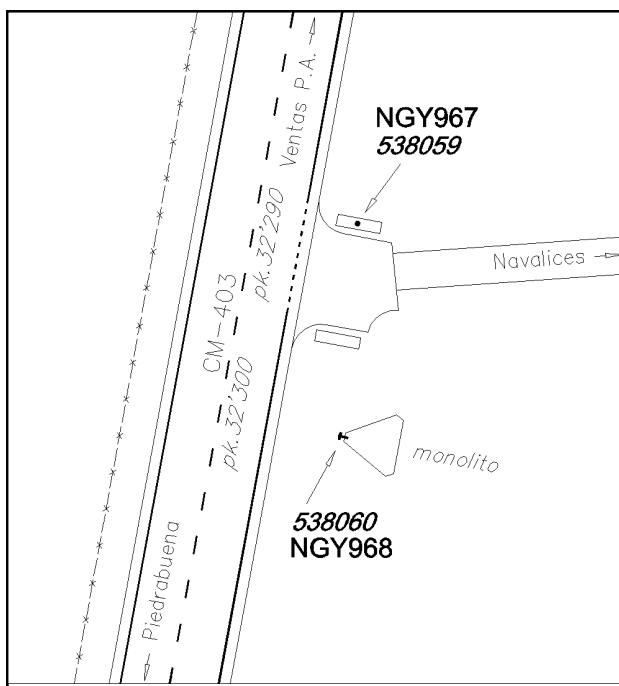 Ventas P.A.
NGY967
538059
pk.32'290
Navalices
CM-403
pk.32'300
monolito
538060
NGY968
Piedrabuena